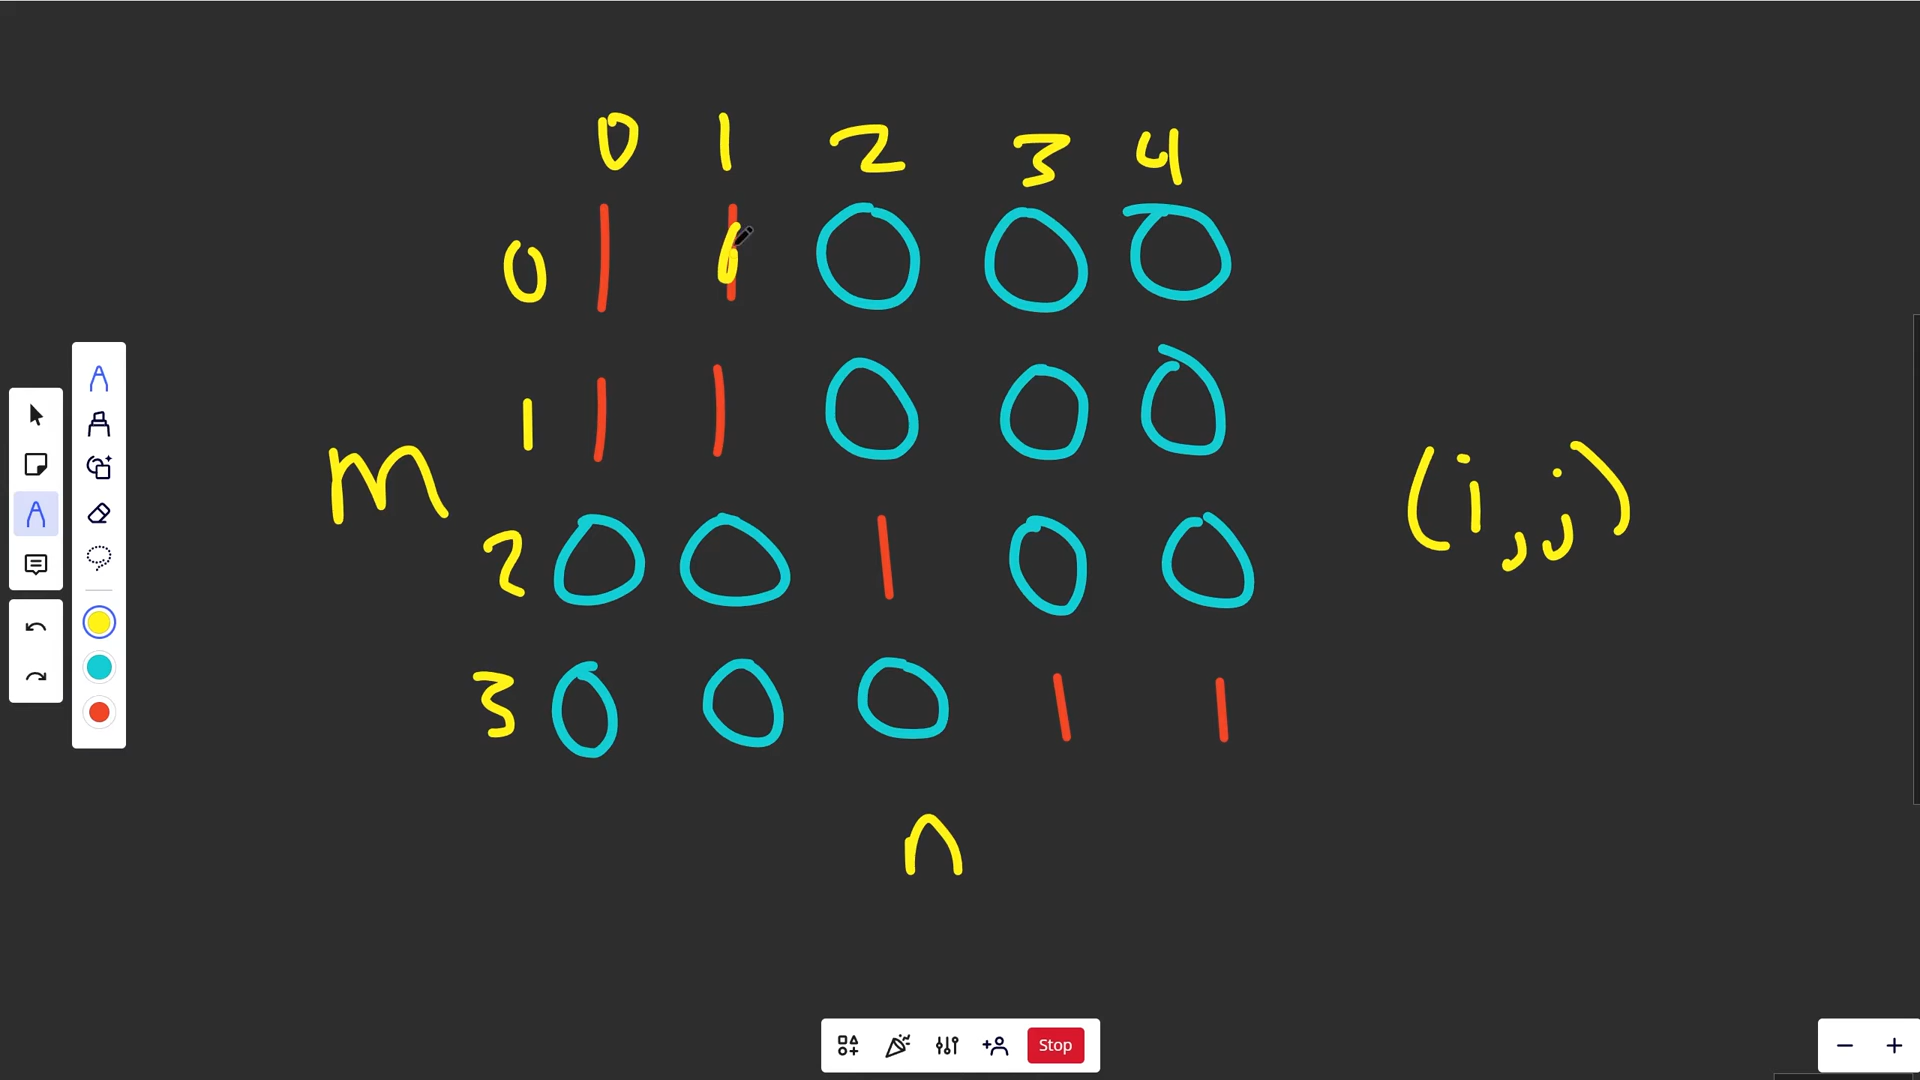 0 1 2 3 4
0 1 1 0 0 0
1 1 1 0 0 0
m
(i,j)
2 0 0 1 0 0
3 0 0 0 1 1
n
Stop